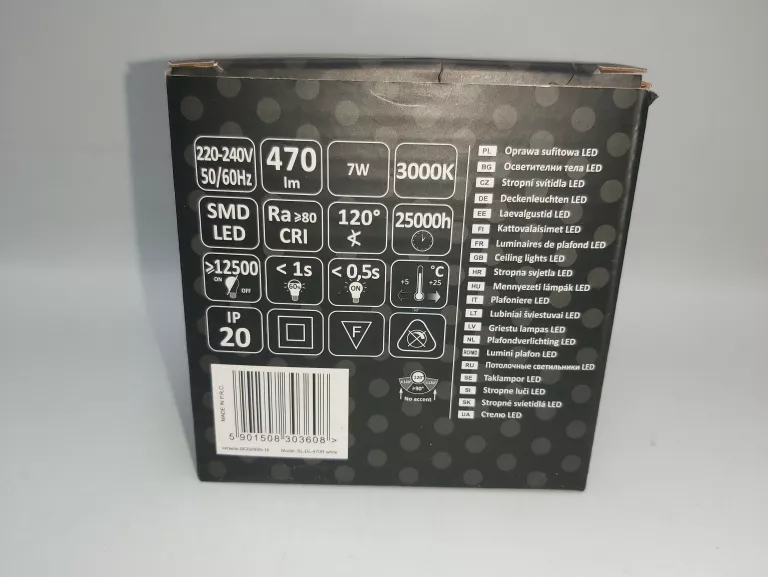 220-240V
50/60Hz
470
lm
7W
3000K
SMD
LED
Ra≥80
CRI
120°
25000h
≥12500
ON
OFF
< 1s
< 0,5s
ON
°C
+5
+25
IP
20
F
120°
No accent
MADE IN P.R.C.
5 901508 303608 >
PL Oprawa sufitowa LED
BG Осветителни тела LED
CZ Stropní svítidla LED
DE Deckenleuchten LED
EE Laevalgustid LED
FI Kattovalaisimet LED
FR Luminaires de plafond LED
GB Ceiling lights LED
HR Stropna svjetla LED
HU Mennyezeti lámpák LED
IT Plafoniere LED
LT Lubiniai šviestuvai LED
LV Griestu lampas LED
NL Plafondverlichting LED
RO/MD Lumini plafon LED
RU Потолочные светильники LED
SE Taklampor LED
SI Stropne luči LED
SK Stropné svietidlá LED
UA Стелю LED